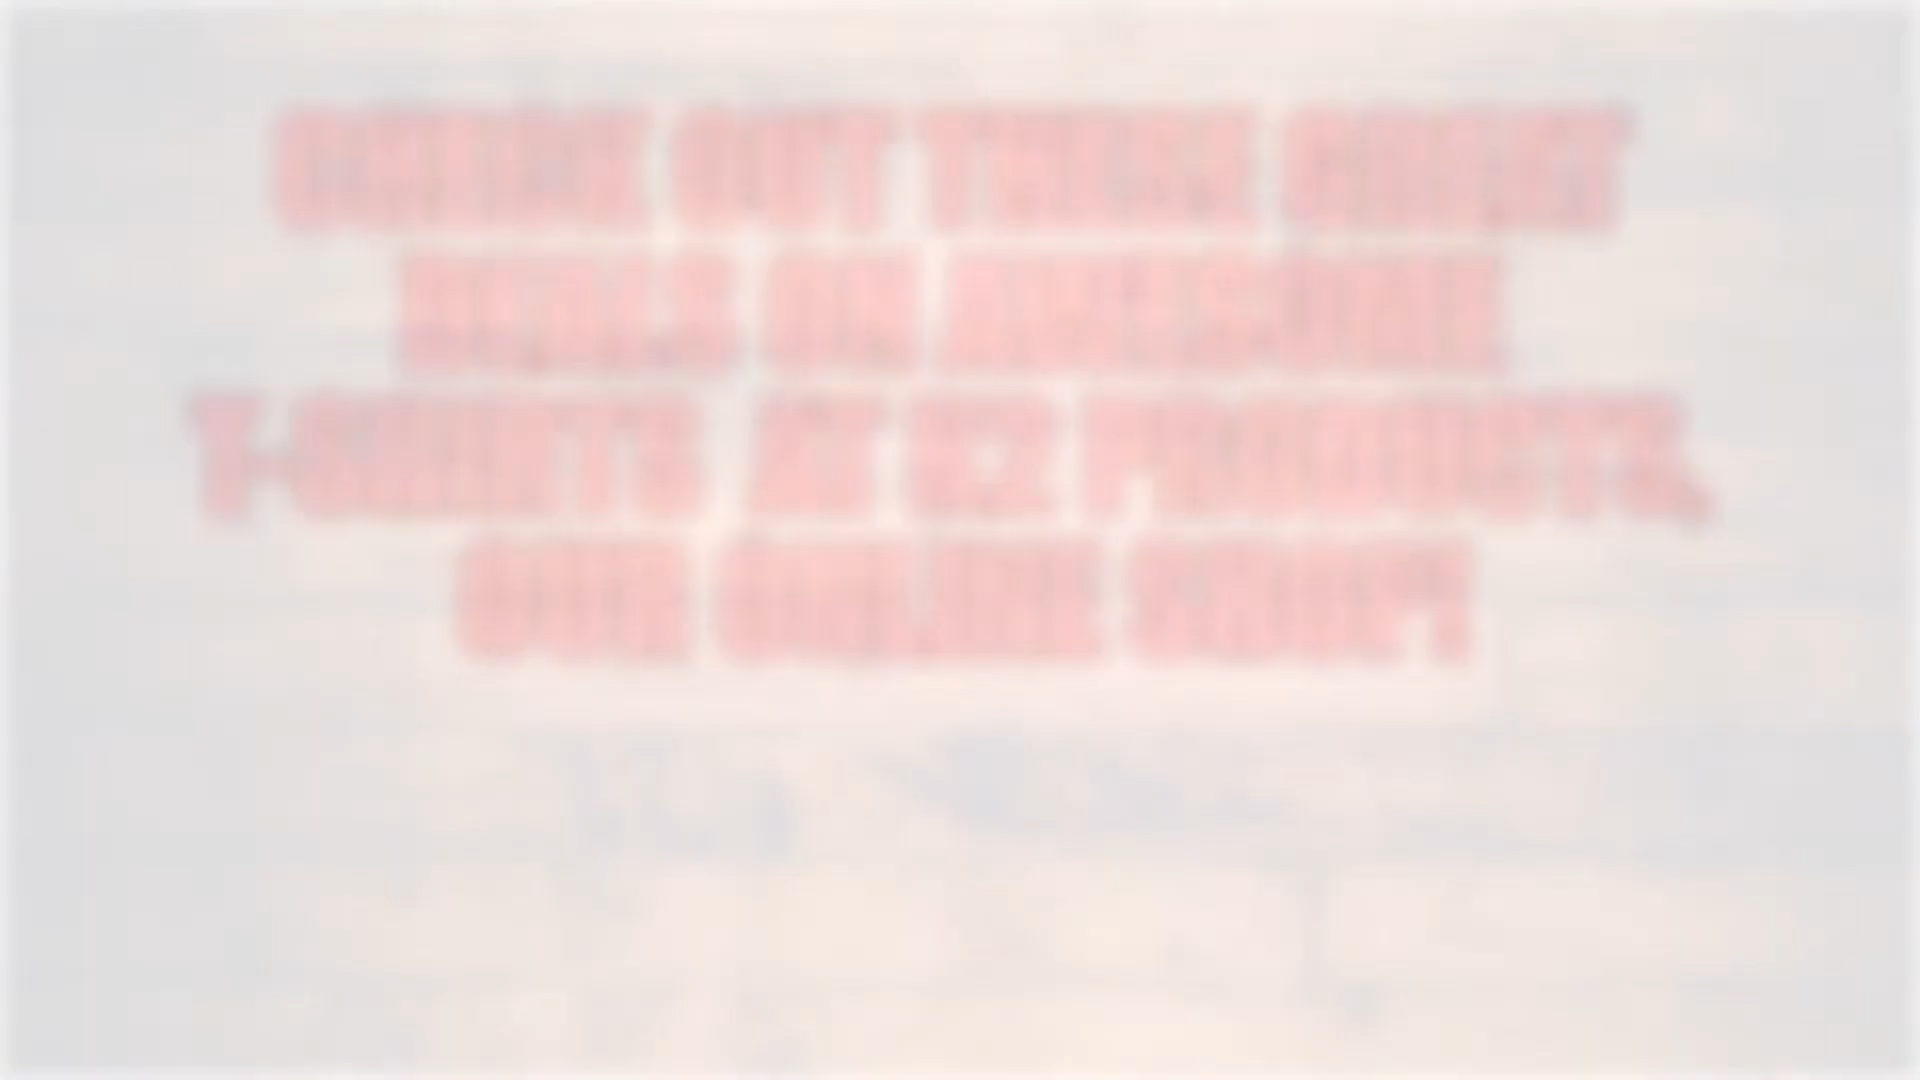 CHECK OUT THESE GREAT
DEALS ON AWESOME
T-SHIRTS AT PRODUCTS,
OUR ONLINE SHOP!